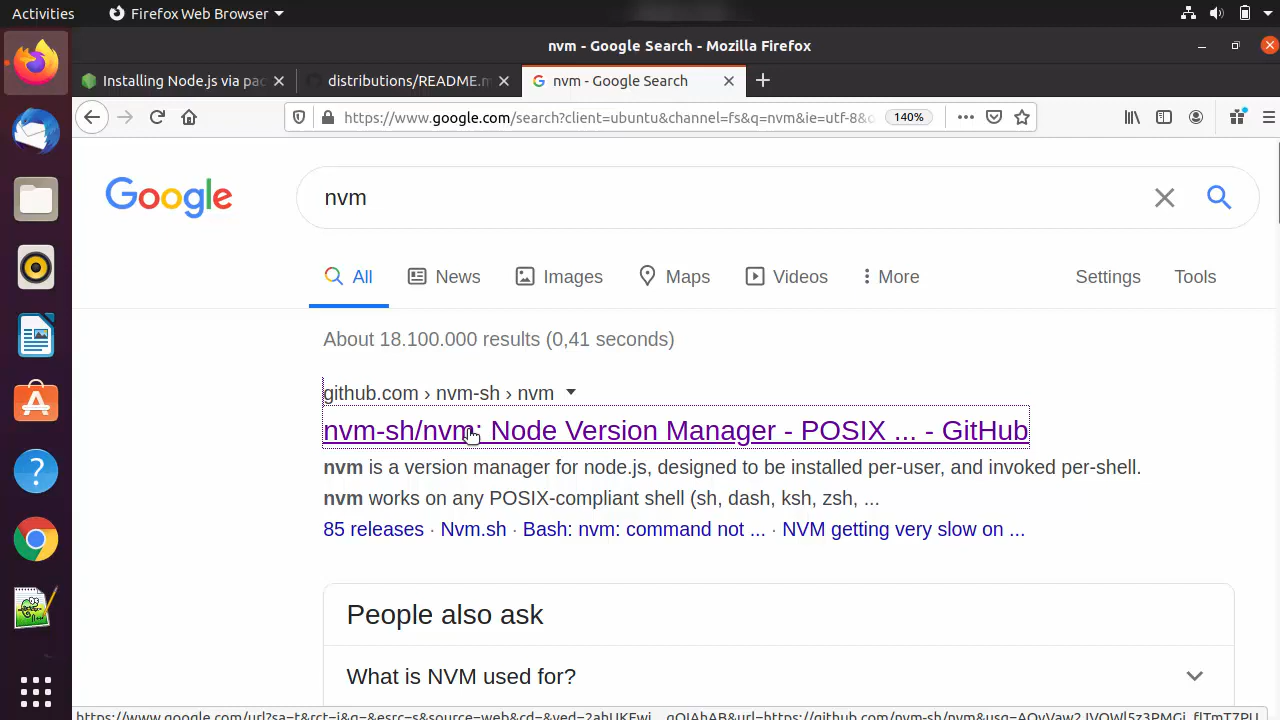 Activities Firefox Web Browser
nvm - Google Search - Mozilla Firefox
Installing Node.js via pac distributions/README.m nvm - Google Search
https://www.google.com/search?client=ubuntu&channel=fs&q=nvm&ie=utf-8& 140%
Google nvm
All News Images Maps Videos More Settings Tools
About 18.100.000 results (0,41 seconds)
github.com › nvm-sh › nvm
nvm-sh/nvm: Node Version Manager - POSIX ... - GitHub
nvm is a version manager for node.js, designed to be installed per-user, and invoked per-shell.
nvm works on any POSIX-compliant shell (sh, dash, ksh, zsh, ...
85 releases · Nvm.sh · Bash: nvm: command not ... · NVM getting very slow on ...
People also ask
What is NVM used for?